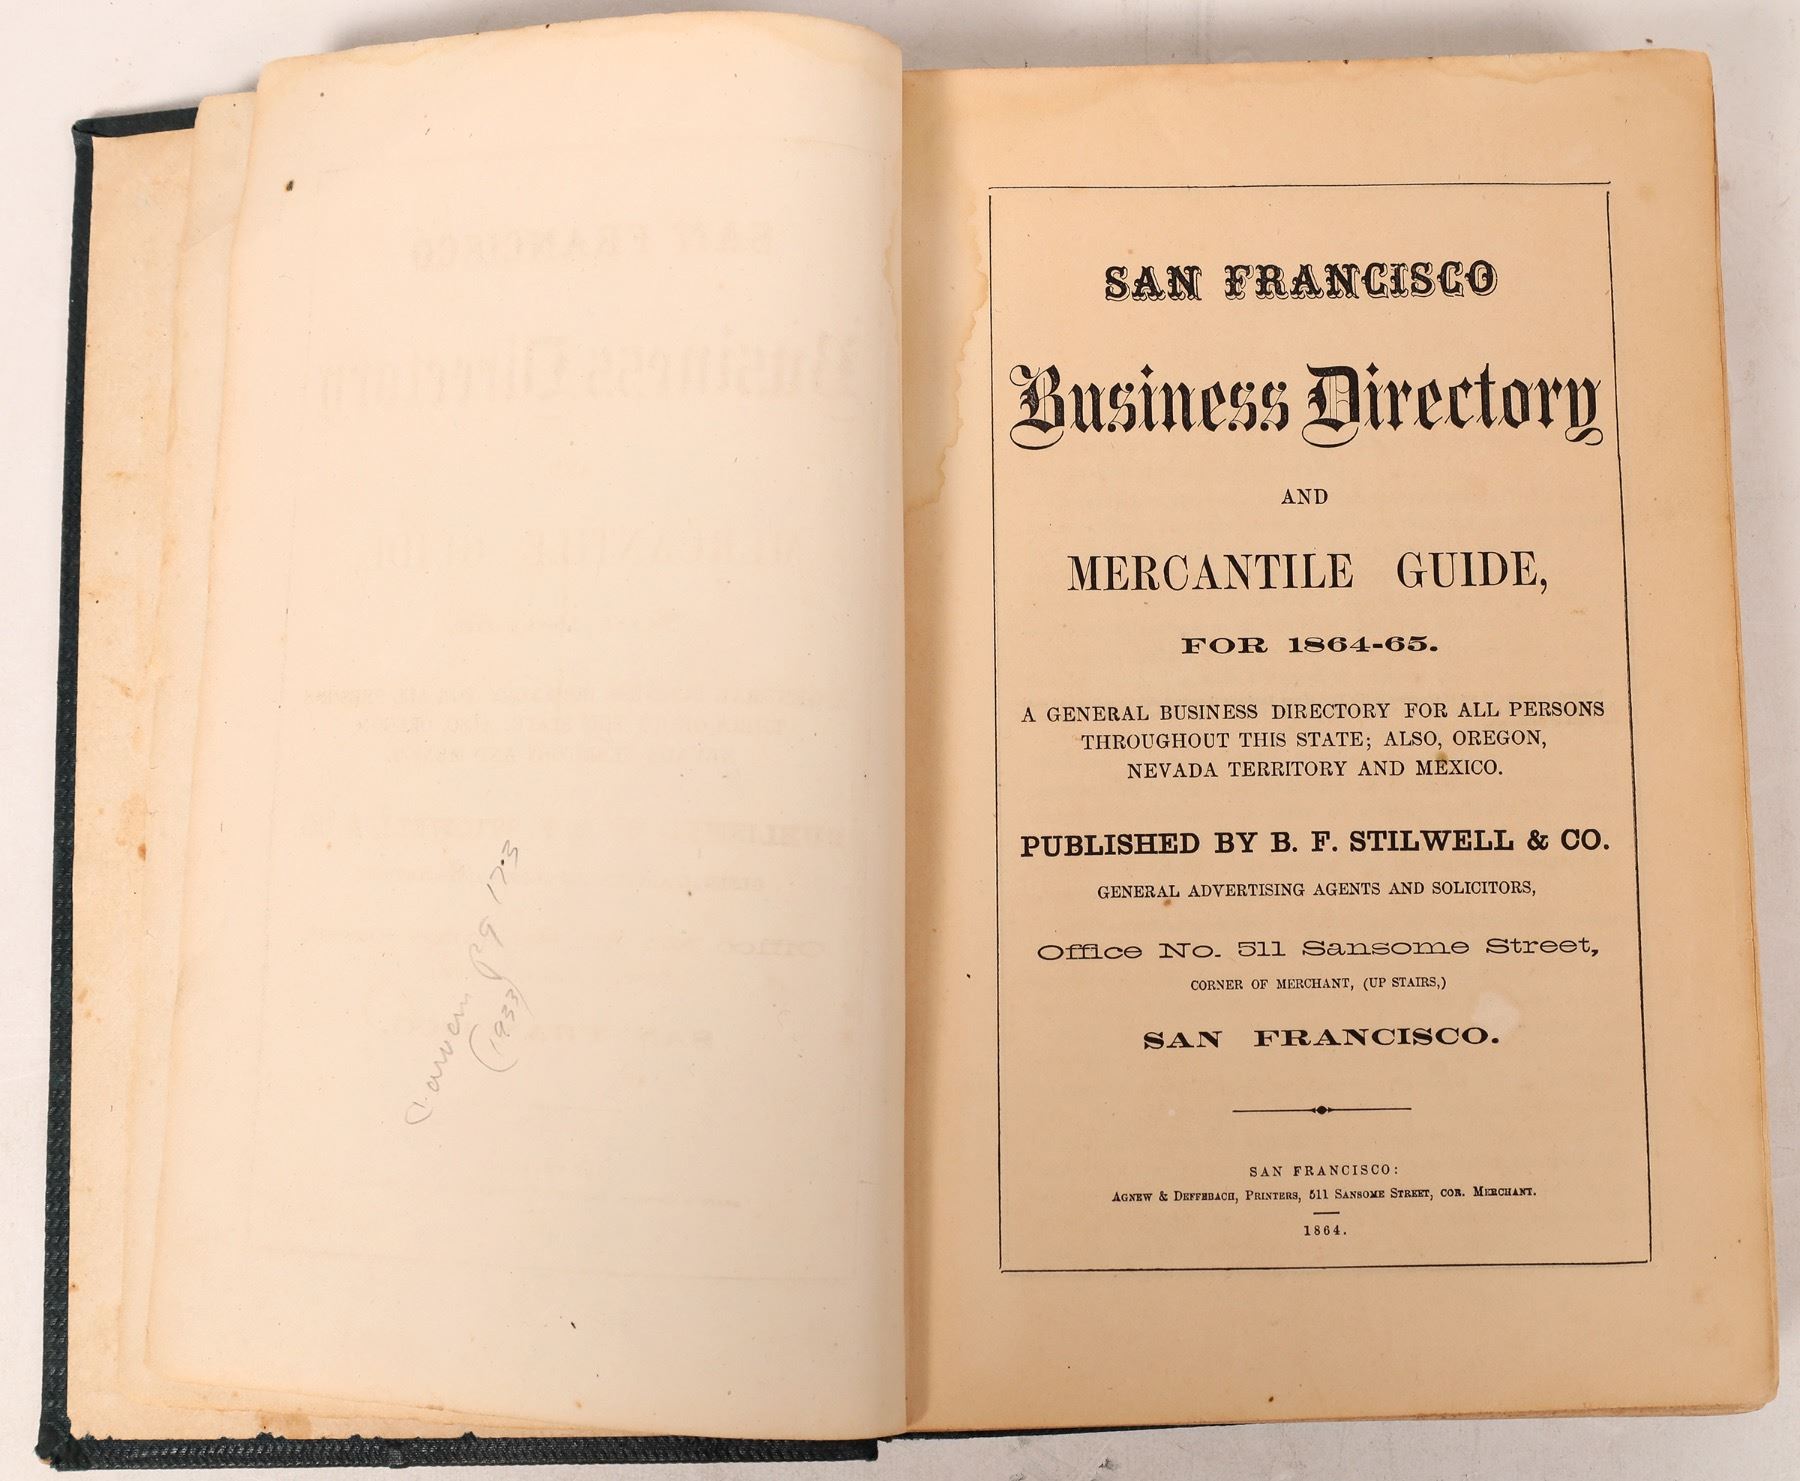 pg 173
(1933)
SAN FRANCISCO
Business Directory
AND
MERCANTILE GUIDE,
FOR 1864-65.
A GENERAL BUSINESS DIRECTORY FOR ALL PERSONS
THROUGHOUT THIS STATE; ALSO, OREGON,
NEVADA TERRITORY AND MEXICO.
PUBLISHED BY B. F. STILWELL & CO.
GENERAL ADVERTISING AGENTS AND SOLICITORS,
Office No. 511 Sansome Street,
CORNER OF MERCHANT, (UP STAIRS,)
SAN FRANCISCO.
SAN FRANCISCO:
AGNEW & DEFFEBACH, PRINTERS, 511 SANSOME STREET, COR. MERCHANT.
1864.